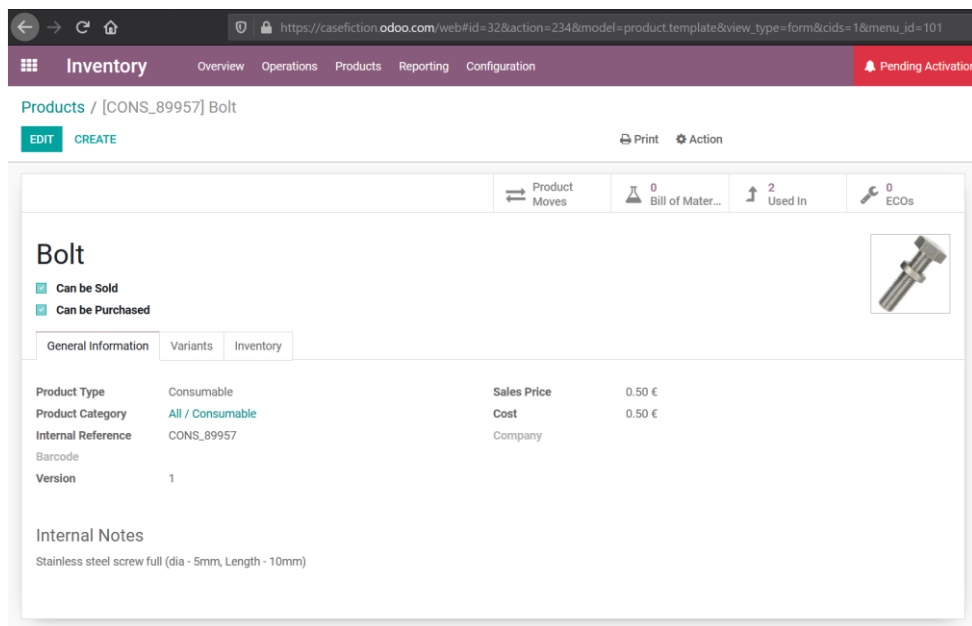 https://casefiction.odoo.com/web#id=32&action=234&model=product.template&view_type=form&cids=1&menu_id=101
Inventory Overview Operations Products Reporting Configuration Pending Activation
Products / [CONS_89957] Bolt
EDIT CREATE Print Action
Product Moves
0 Bill of Mater...
2 Used In
0 ECOs
Bolt
Can be Sold
Can be Purchased
General Information Variants Inventory
Product Type Consumable Sales Price 0.50 €
Product Category All / Consumable Cost 0.50 €
Internal Reference CONS_89957 Company
Barcode
Version 1
Internal Notes
Stainless steel screw full (dia - 5mm, Length - 10mm)